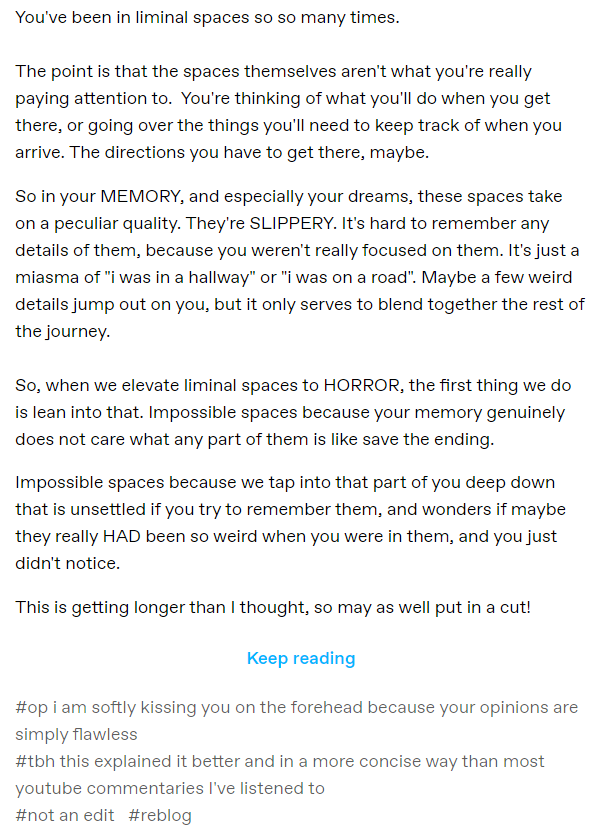 You've been in liminal spaces so so many times.
The point is that the spaces themselves aren't what you're really
paying attention to.  You're thinking of what you'll do when you get
there, or going over the things you'll need to keep track of when you
arrive. The directions you have to get there, maybe.
So in your MEMORY, and especially your dreams, these spaces take
on a peculiar quality. They're SLIPPERY. It's hard to remember any
details of them, because you weren't really focused on them. It's just a
miasma of "i was in a hallway" or "i was on a road". Maybe a few weird
details jump out on you, but it only serves to blend together the rest of
the journey.
So, when we elevate liminal spaces to HORROR, the first thing we do
is lean into that. Impossible spaces because your memory genuinely
does not care what any part of them is like save the ending.
Impossible spaces because we tap into that part of you deep down
that is unsettled if you try to remember them, and wonders if maybe
they really HAD been so weird when you were in them, and you just
didn't notice.
This is getting longer than I thought, so may as well put in a cut!
Keep reading
#op i am softly kissing you on the forehead because your opinions are
simply flawless
#tbh this explained it better and in a more concise way than most
youtube commentaries I've listened to
#not an edit #reblog